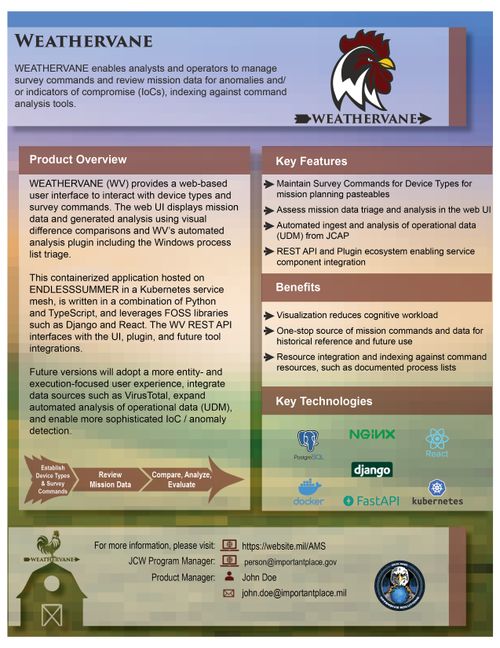 WEATHERVANE
WEATHERVANE enables analysts and operators to manage
survey commands and review mission data for anomalies and/
or indicators of compromise (IoCs), indexing against command
analysis tools.
WEATHERVANE
Product Overview
WEATHERVANE (WV) provides a web-based
user interface to interact with device types and
survey commands. The web UI displays mission
data and generated analysis using visual
difference comparisons and WV's automated
analysis plugin including the Windows process
list triage.
This containerized application hosted on
ENDLESSSUMMER in a Kubernetes service
mesh, is written in a combination of Python
and TypeScript, and leverages FOSS libraries
such as Django and React. The WV REST API
interfaces with the UI, plugin, and future tool
integrations.
Future versions will adopt a more entity- and
execution-focused user experience, integrate
data sources such as VirusTotal, expand
automated analysis of operational data (UDM),
and enable more sophisticated IoC / anomaly
detection.
Establish
Device Types
& Survey
Commands
Review
Mission Data
Compare, Analyze,
Evaluate
Key Features
Maintain Survey Commands for Device Types for
mission planning pasteables
Assess mission data triage and analysis in the web UI
Automated ingest and analysis of operational data
(UDM) from JCAP
REST API and Plugin ecosystem enabling service
component integration
Benefits
Visualization reduces cognitive workload
One-stop source of mission commands and data for
historical reference and future use
Resource integration and indexing against command
resources, such as documented process lists
Key Technologies
PostgreSQL
NGINX
React
django
docker
FastAPI
kubernetes
WEATHERVANE
For more information, please visit: https://website.mil/AMS
JCW Program Manager: person@importantplace.gov
Product Manager: John Doe
john.doe@importantplace.mil